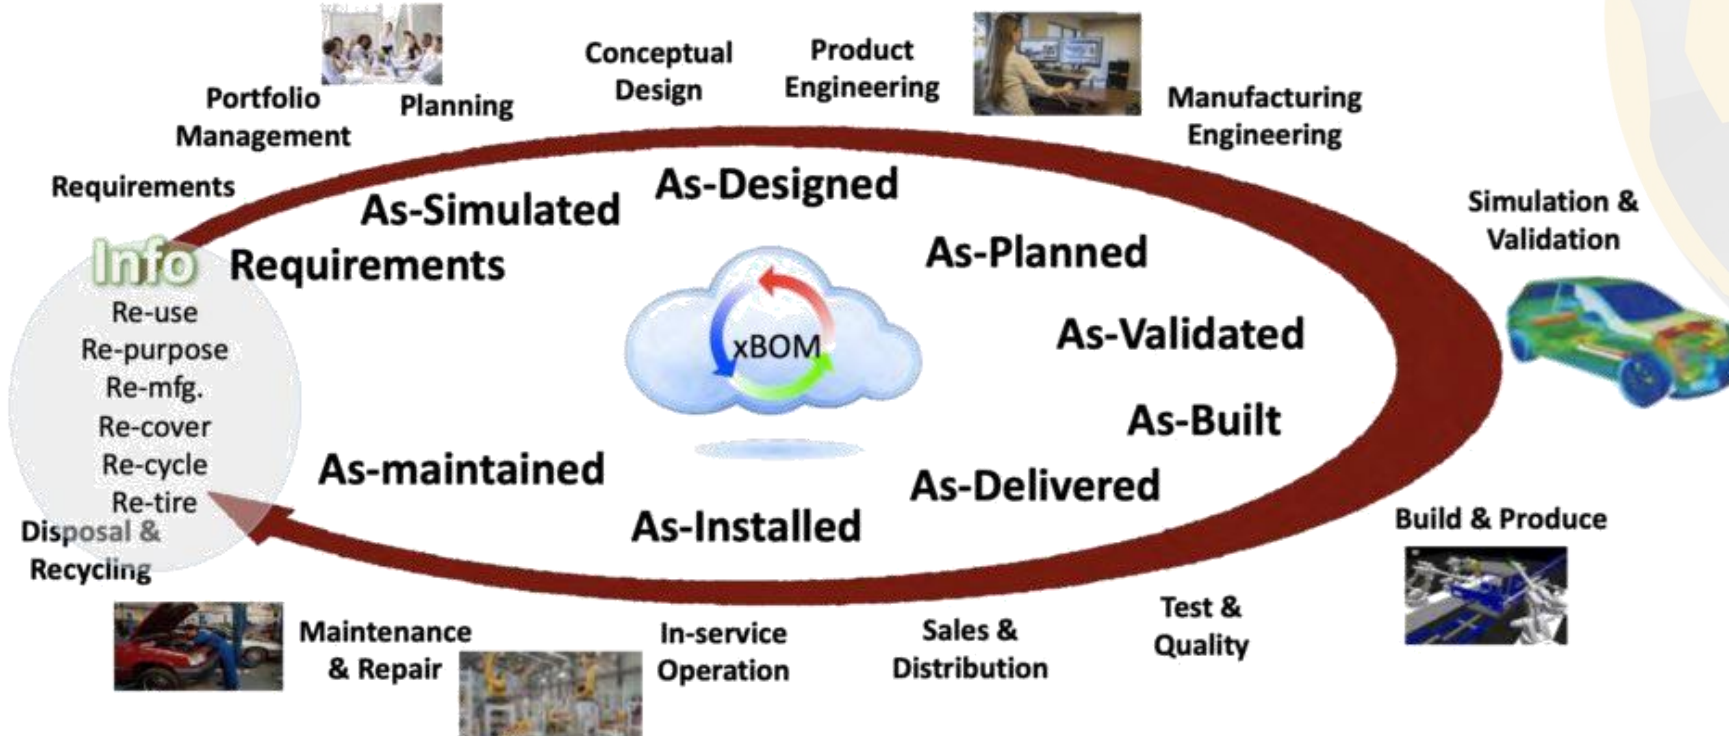 Conceptual
Design
Product
Engineering
Portfolio
Management
Planning
Manufacturing
Engineering
Requirements
As-Simulated
As-Designed
Simulation &
Validation
Info
Requirements
As-Planned
Re-use
Re-purpose
Re-mfg.
Re-cover
Re-cycle
Re-tire
xBOM
As-Validated
As-Built
As-maintained
As-Delivered
As-Installed
Disposal &
Recycling
Build & Produce
Maintenance
& Repair
In-service
Operation
Sales &
Distribution
Test &
Quality